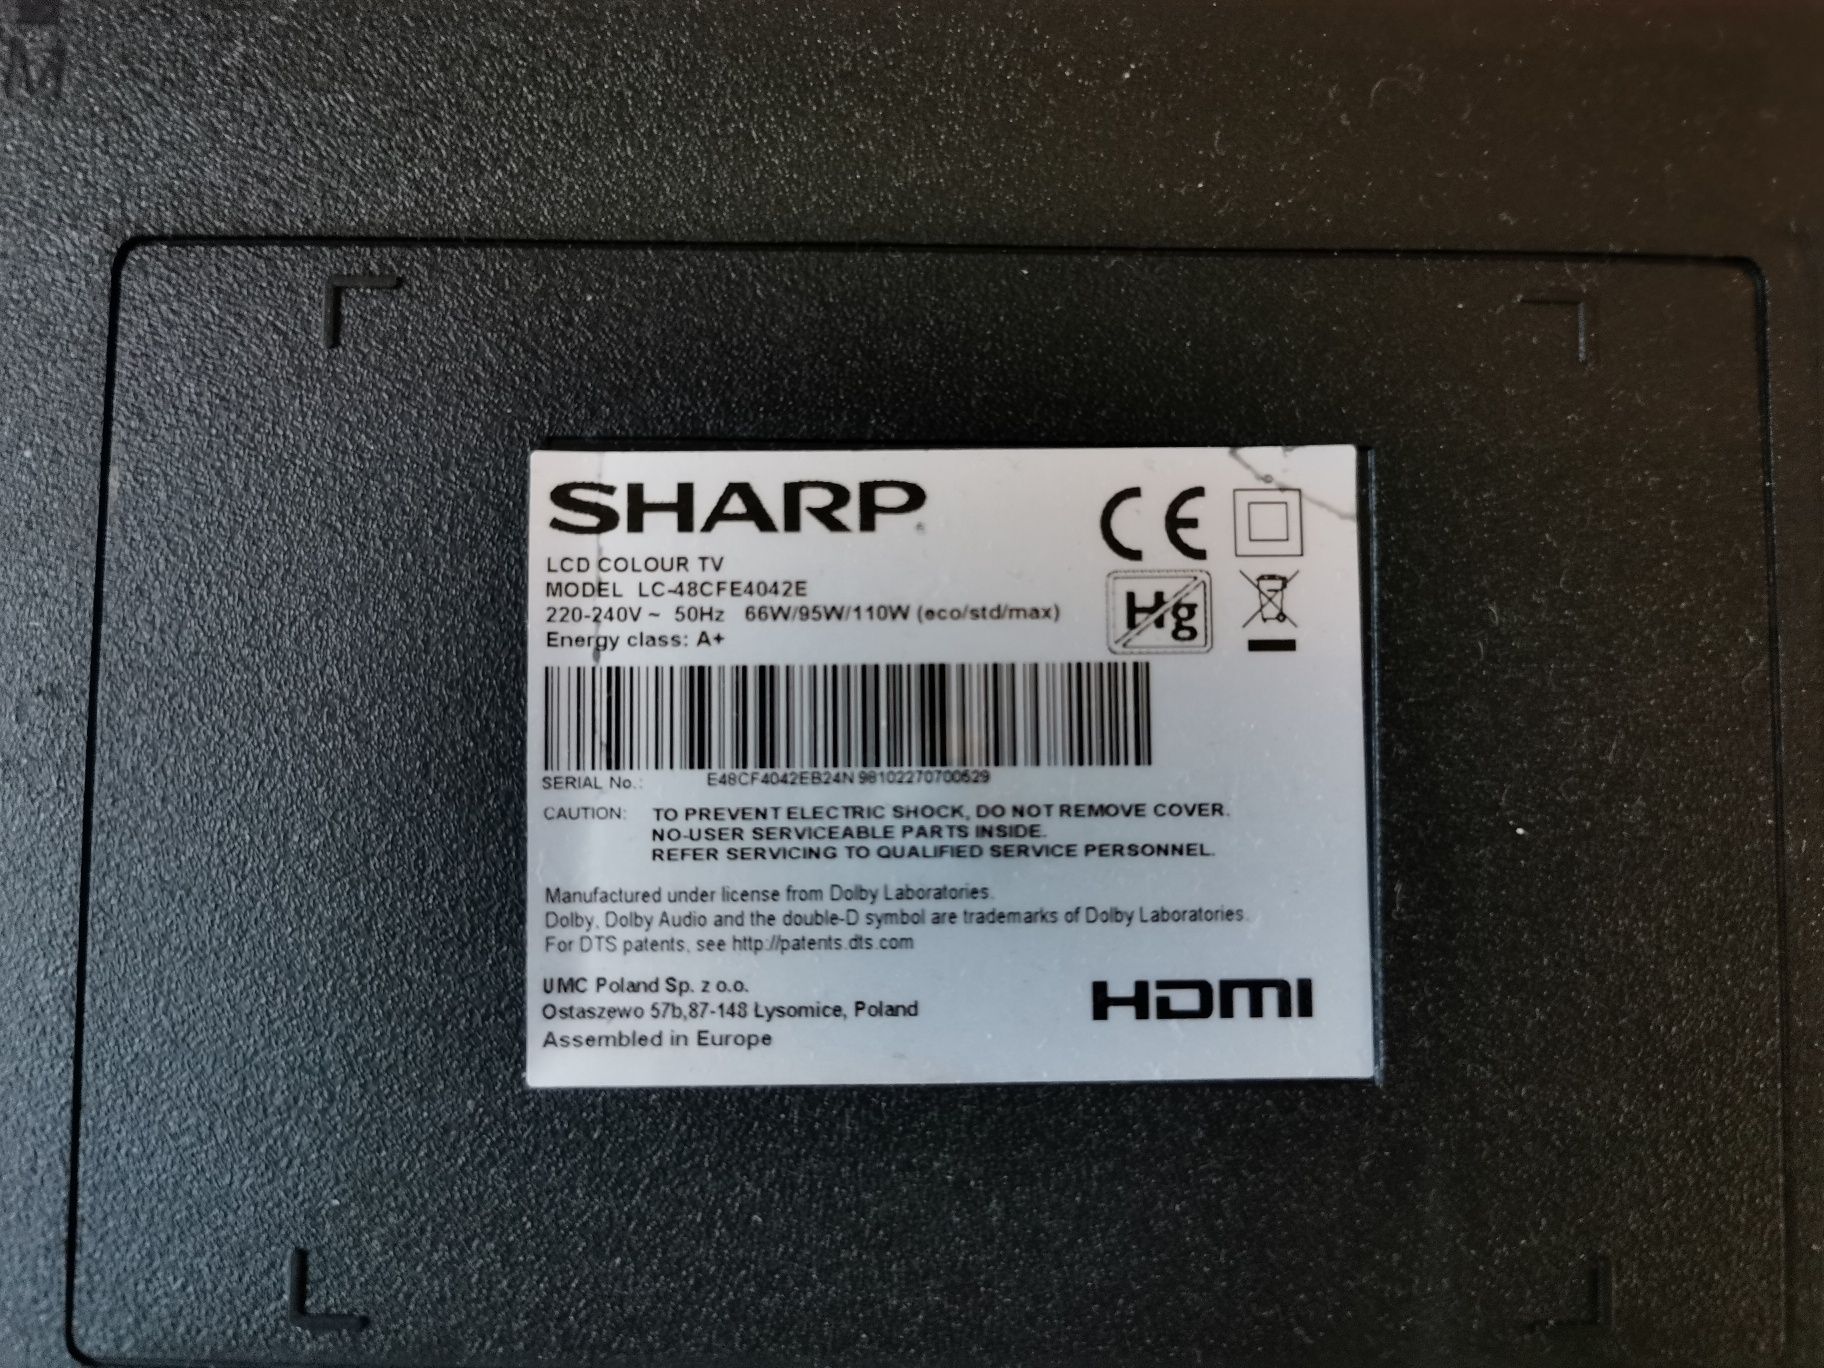 SHARP
CE
LCD COLOUR TV
MODEL LC-48CFE4042E
220-240V ~ 50Hz 66W/95W/110W (eco/std/max)
Hg
Energy class: A+
SERIAL No.: E48CF4042EB24N 98102270700629
CAUTION: TO PREVENT ELECTRIC SHOCK, DO NOT REMOVE COVER.
NO-USER SERVICEABLE PARTS INSIDE.
REFER SERVICING TO QUALIFIED SERVICE PERSONNEL.
Manufactured under license from Dolby Laboratories.
Dolby, Dolby Audio and the double-D symbol are trademarks of Dolby Laboratories.
For DTS patents, see http://patents.dts.com
UMC Poland Sp. z o.o.
Ostaszewo 57b,87-148 Łysomice, Poland
Assembled in Europe
HDMI